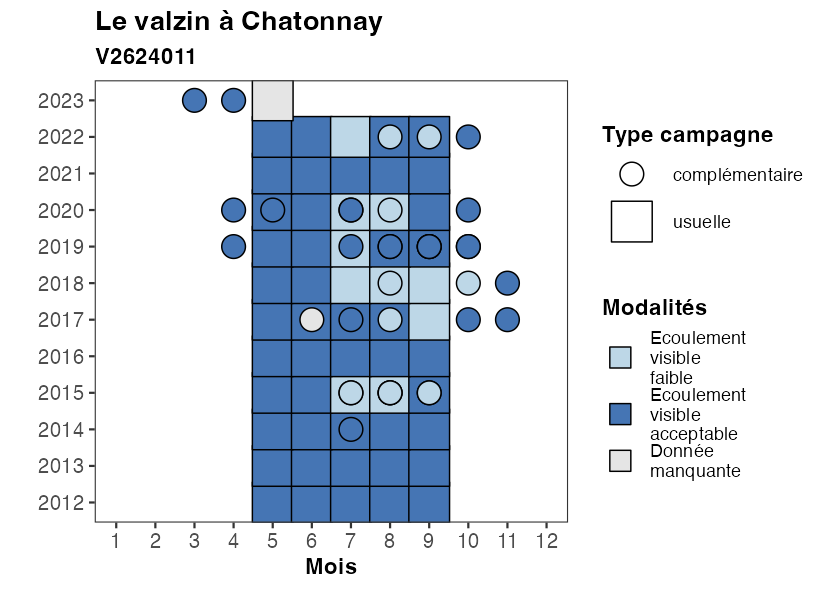 Le valzin à Chatonnay
V2624011
2023
2022
2021
2020
2019
2018
2017
2016
2015
2014
2013
2012
1 2 3 4 5 6 7 8 9 10 11 12
Mois
Type campagne
complémentaire
usuelle
Modalités
Ecoulement
visible
faible
Ecoulement
visible
acceptable
Donnée
manquante